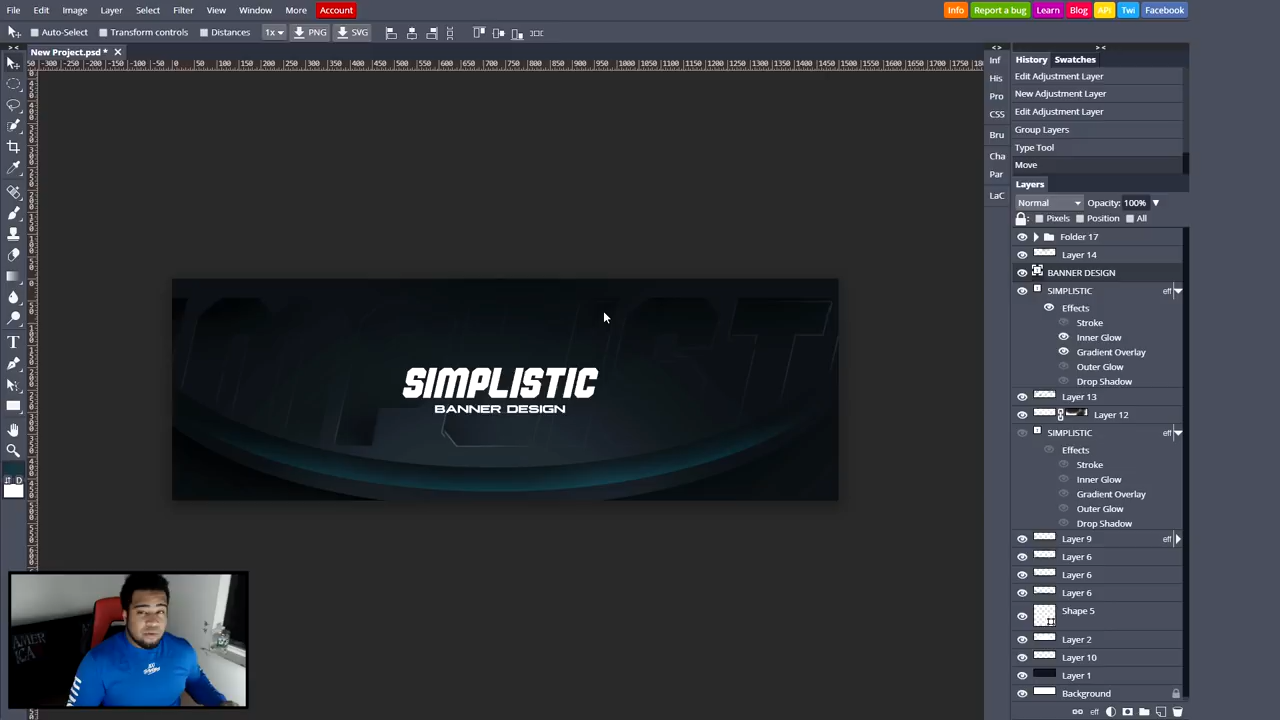 File Edit Image Layer Select Filter View Window More Account
Info Report a bug Learn Blog API Twi Facebook
Auto-Select Transform controls Distances 1x PNG SVG
New Project.psd *
Inf
His
Pro
CSS
Bru
Cha
Par
LaC
History Swatches
Edit Adjustment Layer
New Adjustment Layer
Edit Adjustment Layer
Group Layers
Type Tool
Move
Layers
Normal Opacity: 100%
Pixels Position All
Folder 17
Layer 14
BANNER DESIGN
SIMPLISTIC eff
Effects
Stroke
Inner Glow
Gradient Overlay
Outer Glow
Drop Shadow
Layer 13
Layer 12
SIMPLISTIC eff
Effects
Stroke
Inner Glow
Gradient Overlay
Outer Glow
Drop Shadow
Layer 9 eff
Layer 6
Layer 6
Layer 6
Shape 5
Layer 2
Layer 10
Layer 1
Background
eff
SIMPLISTIC
BANNER DESIGN
AMER
ICA